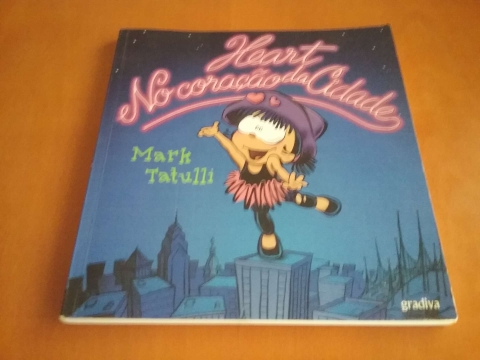 Heart
No coração da Cidade
Mark
Tatulli
gradiva